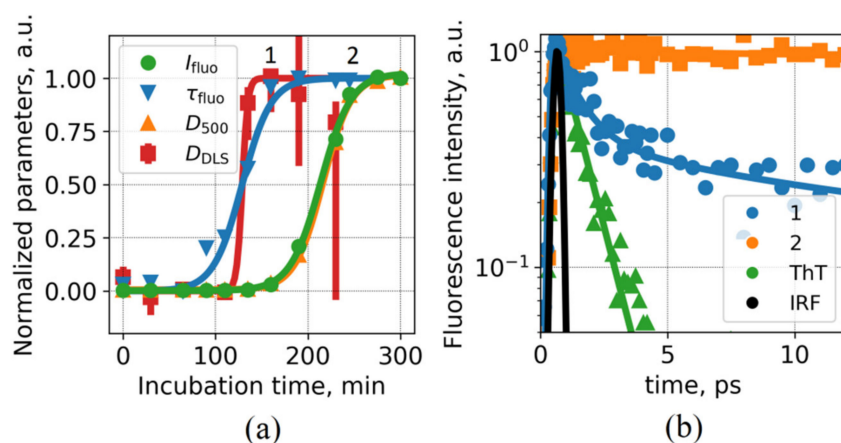 Normalized parameters, a.u.
1.00
0.75
0.50
0.25
0.00
I_fluo
τ_fluo
D_500
D_DLS
1
2
0 100 200 300
Incubation time, min
(a)
Fluorescence intensity, a.u.
10^0
10^−1
1
2
ThT
IRF
0 5 10
time, ps
(b)